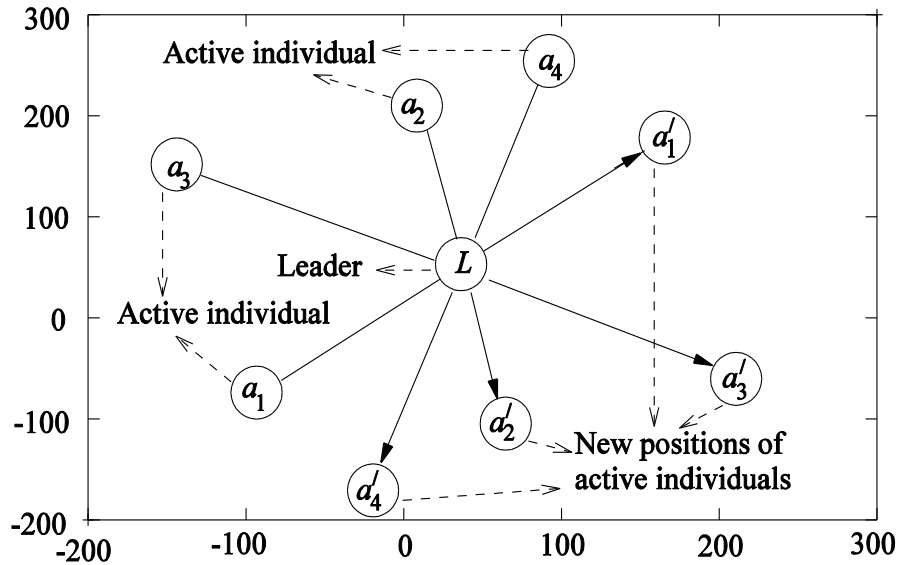 300
Active individual
a4
a2
200
a1′
a3
100
Leader
L
0
Active individual
a3′
a1
-100
a2′
New positions of
active individuals
a4′
-200
-200
-100
0
100
200
300